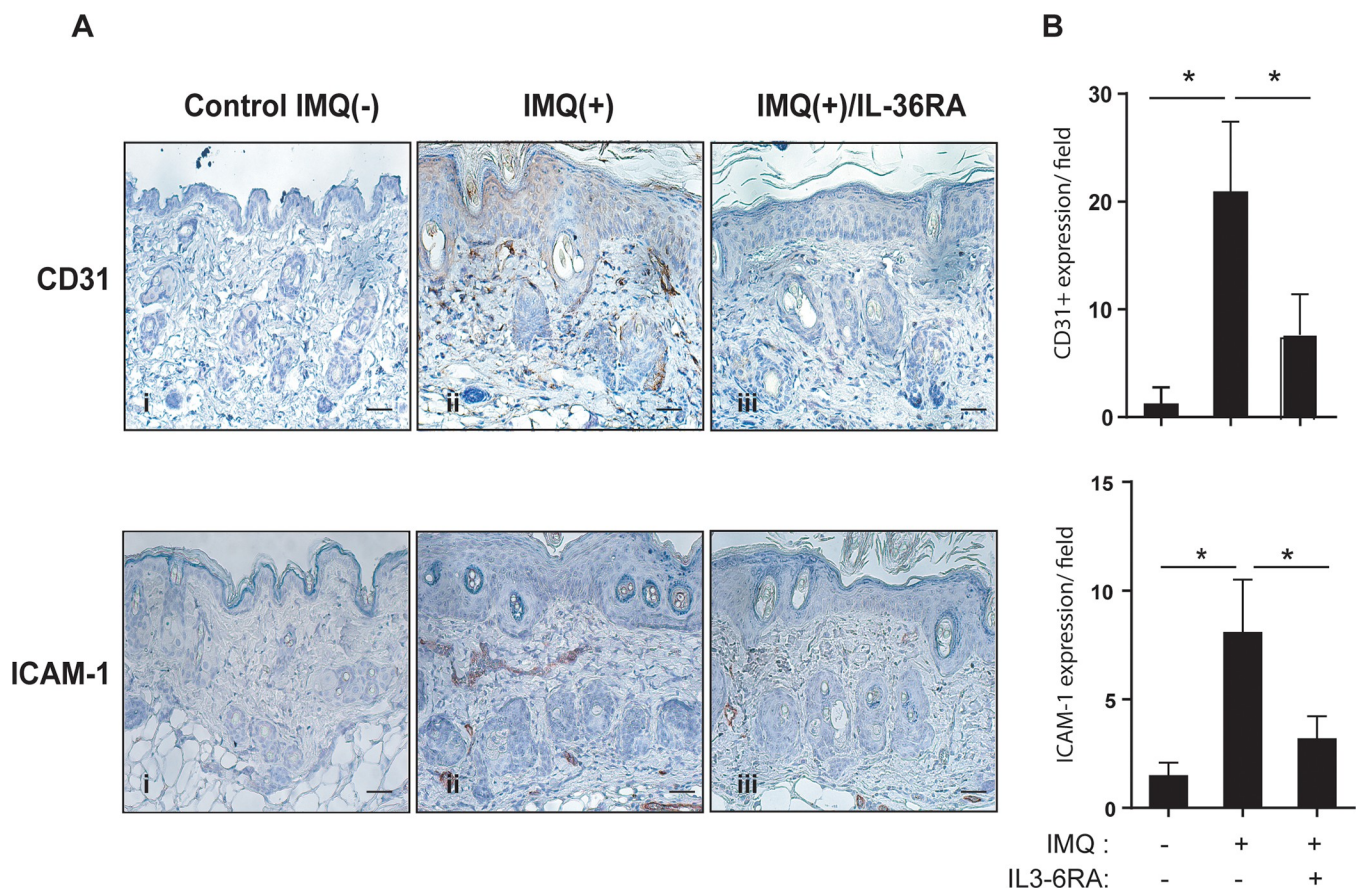 A
B
Control IMQ(-)
IMQ(+)
IMQ(+)/IL-36RA
CD31
i
ii
iii
ICAM-1
i
ii
iii
*
*
30
20
10
0
CD31+ expression/ field
*
*
15
10
5
0
ICAM-1 expression/ field
IMQ : - + +
IL3-6RA: - - +